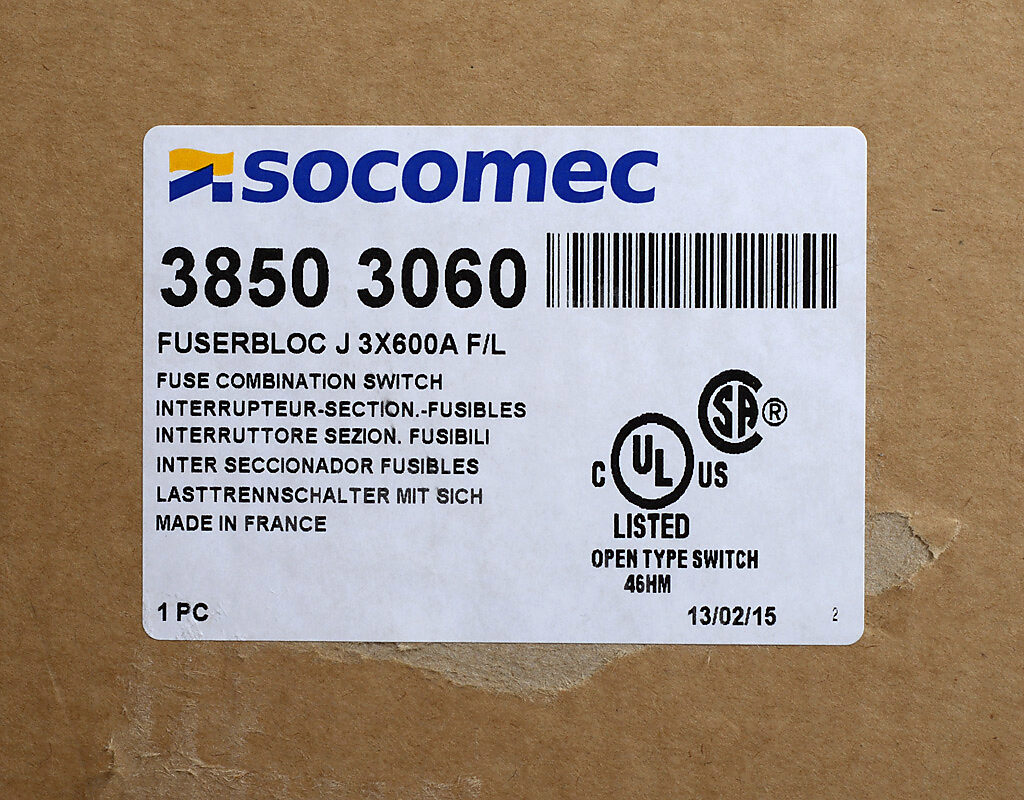 socomec
3850 3060
FUSERBLOC J 3X600A F/L
FUSE COMBINATION SWITCH
INTERRUPTEUR-SECTION.-FUSIBLES
INTERRUTTORE SEZION. FUSIBILI
INTER SECCIONADOR FUSIBLES
LASTTRENNSCHALTER MIT SICH
MADE IN FRANCE
1 PC
SA ®
C UL US
LISTED
OPEN TYPE SWITCH
46HM
13/02/15 2